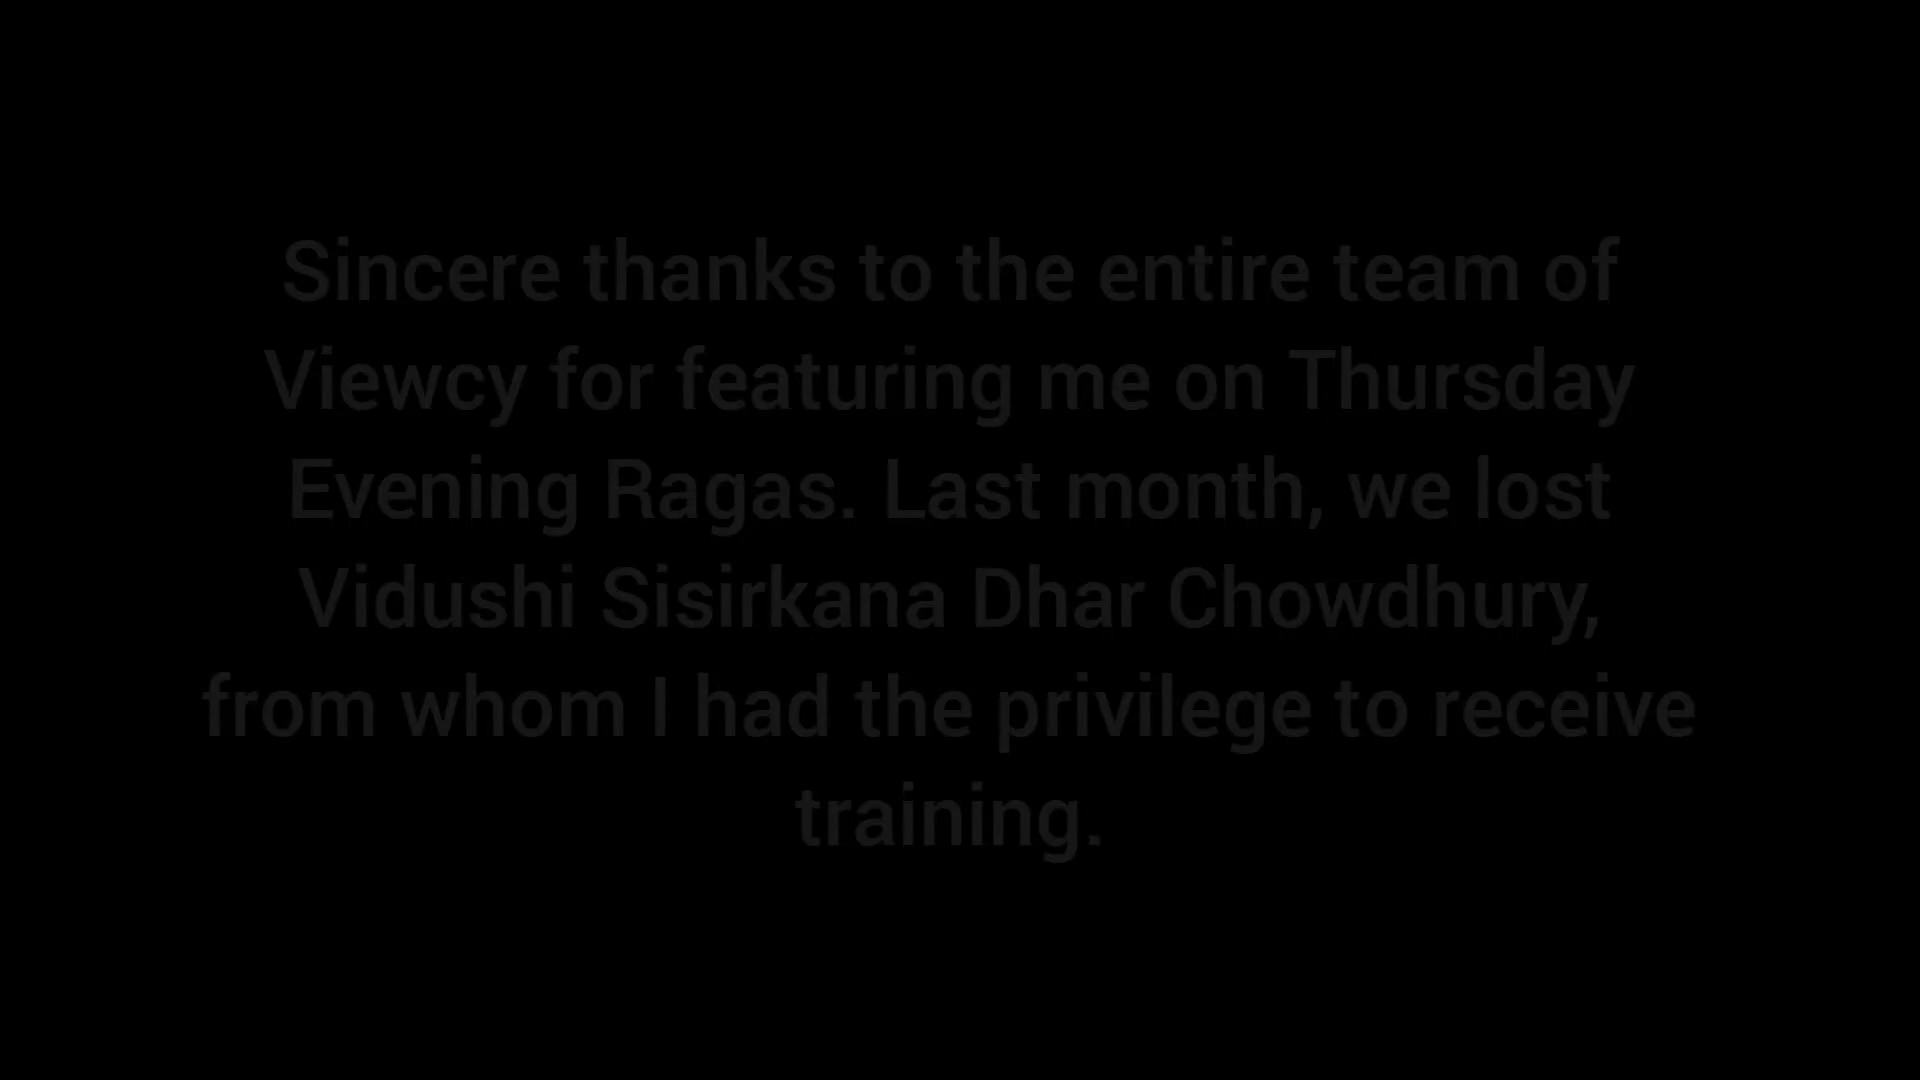 Sincere thanks to the entire team of
Viewcy for featuring me on Thursday
Evening Ragas. Last month, we lost
Vidushi Sisirkana Dhar Chowdhury,
from whom I had the privilege to receive
training.